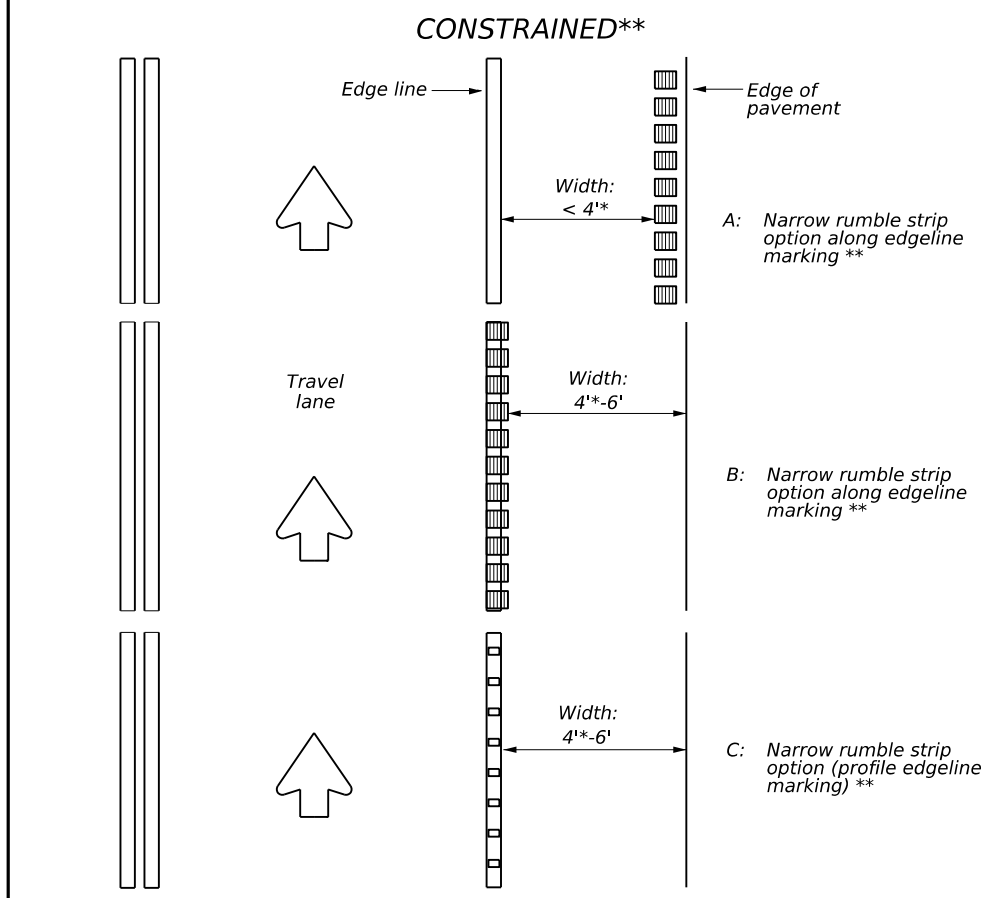 CONSTRAINED**
Edge line
Edge of
pavement
Width:
< 4'*
A: Narrow rumble strip
option along edgeline
marking **
Travel
lane
Width:
4'*-6'
B: Narrow rumble strip
option along edgeline
marking **
Width:
4'*-6'
C: Narrow rumble strip
option (profile edgeline
marking) **